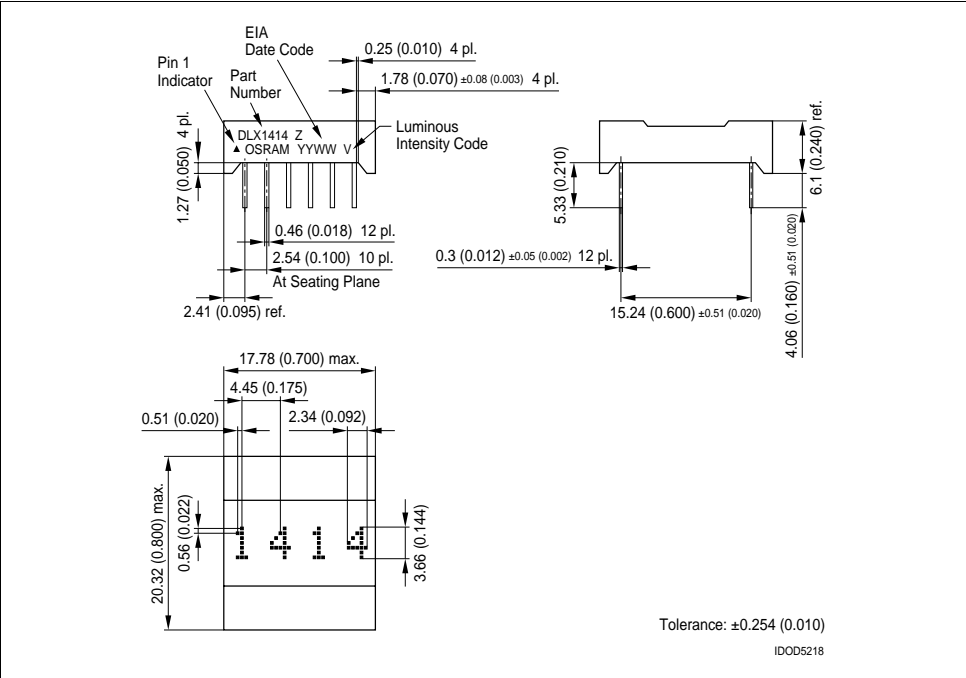 EIA
Date Code
Pin 1
Indicator
Part
Number
0.25 (0.010) 4 pl.
1.78 (0.070) ±0.08 (0.003) 4 pl.
DLX1414 Z
▲ OSRAM YYWW V
Luminous
Intensity Code
1.27 (0.050) 4 pl.
0.46 (0.018) 12 pl.
2.54 (0.100) 10 pl.
At Seating Plane
2.41 (0.095) ref.
5.33 (0.210)
6.1 (0.240) ref.
0.3 (0.012) ±0.05 (0.002) 12 pl.
15.24 (0.600) ±0.51 (0.020)
4.06 (0.160) ±0.51 (0.020)
17.78 (0.700) max.
4.45 (0.175)
0.51 (0.020)
2.34 (0.092)
20.32 (0.800) max.
0.56 (0.022)
1414
3.66 (0.144)
Tolerance: ±0.254 (0.010)
IDOD5218